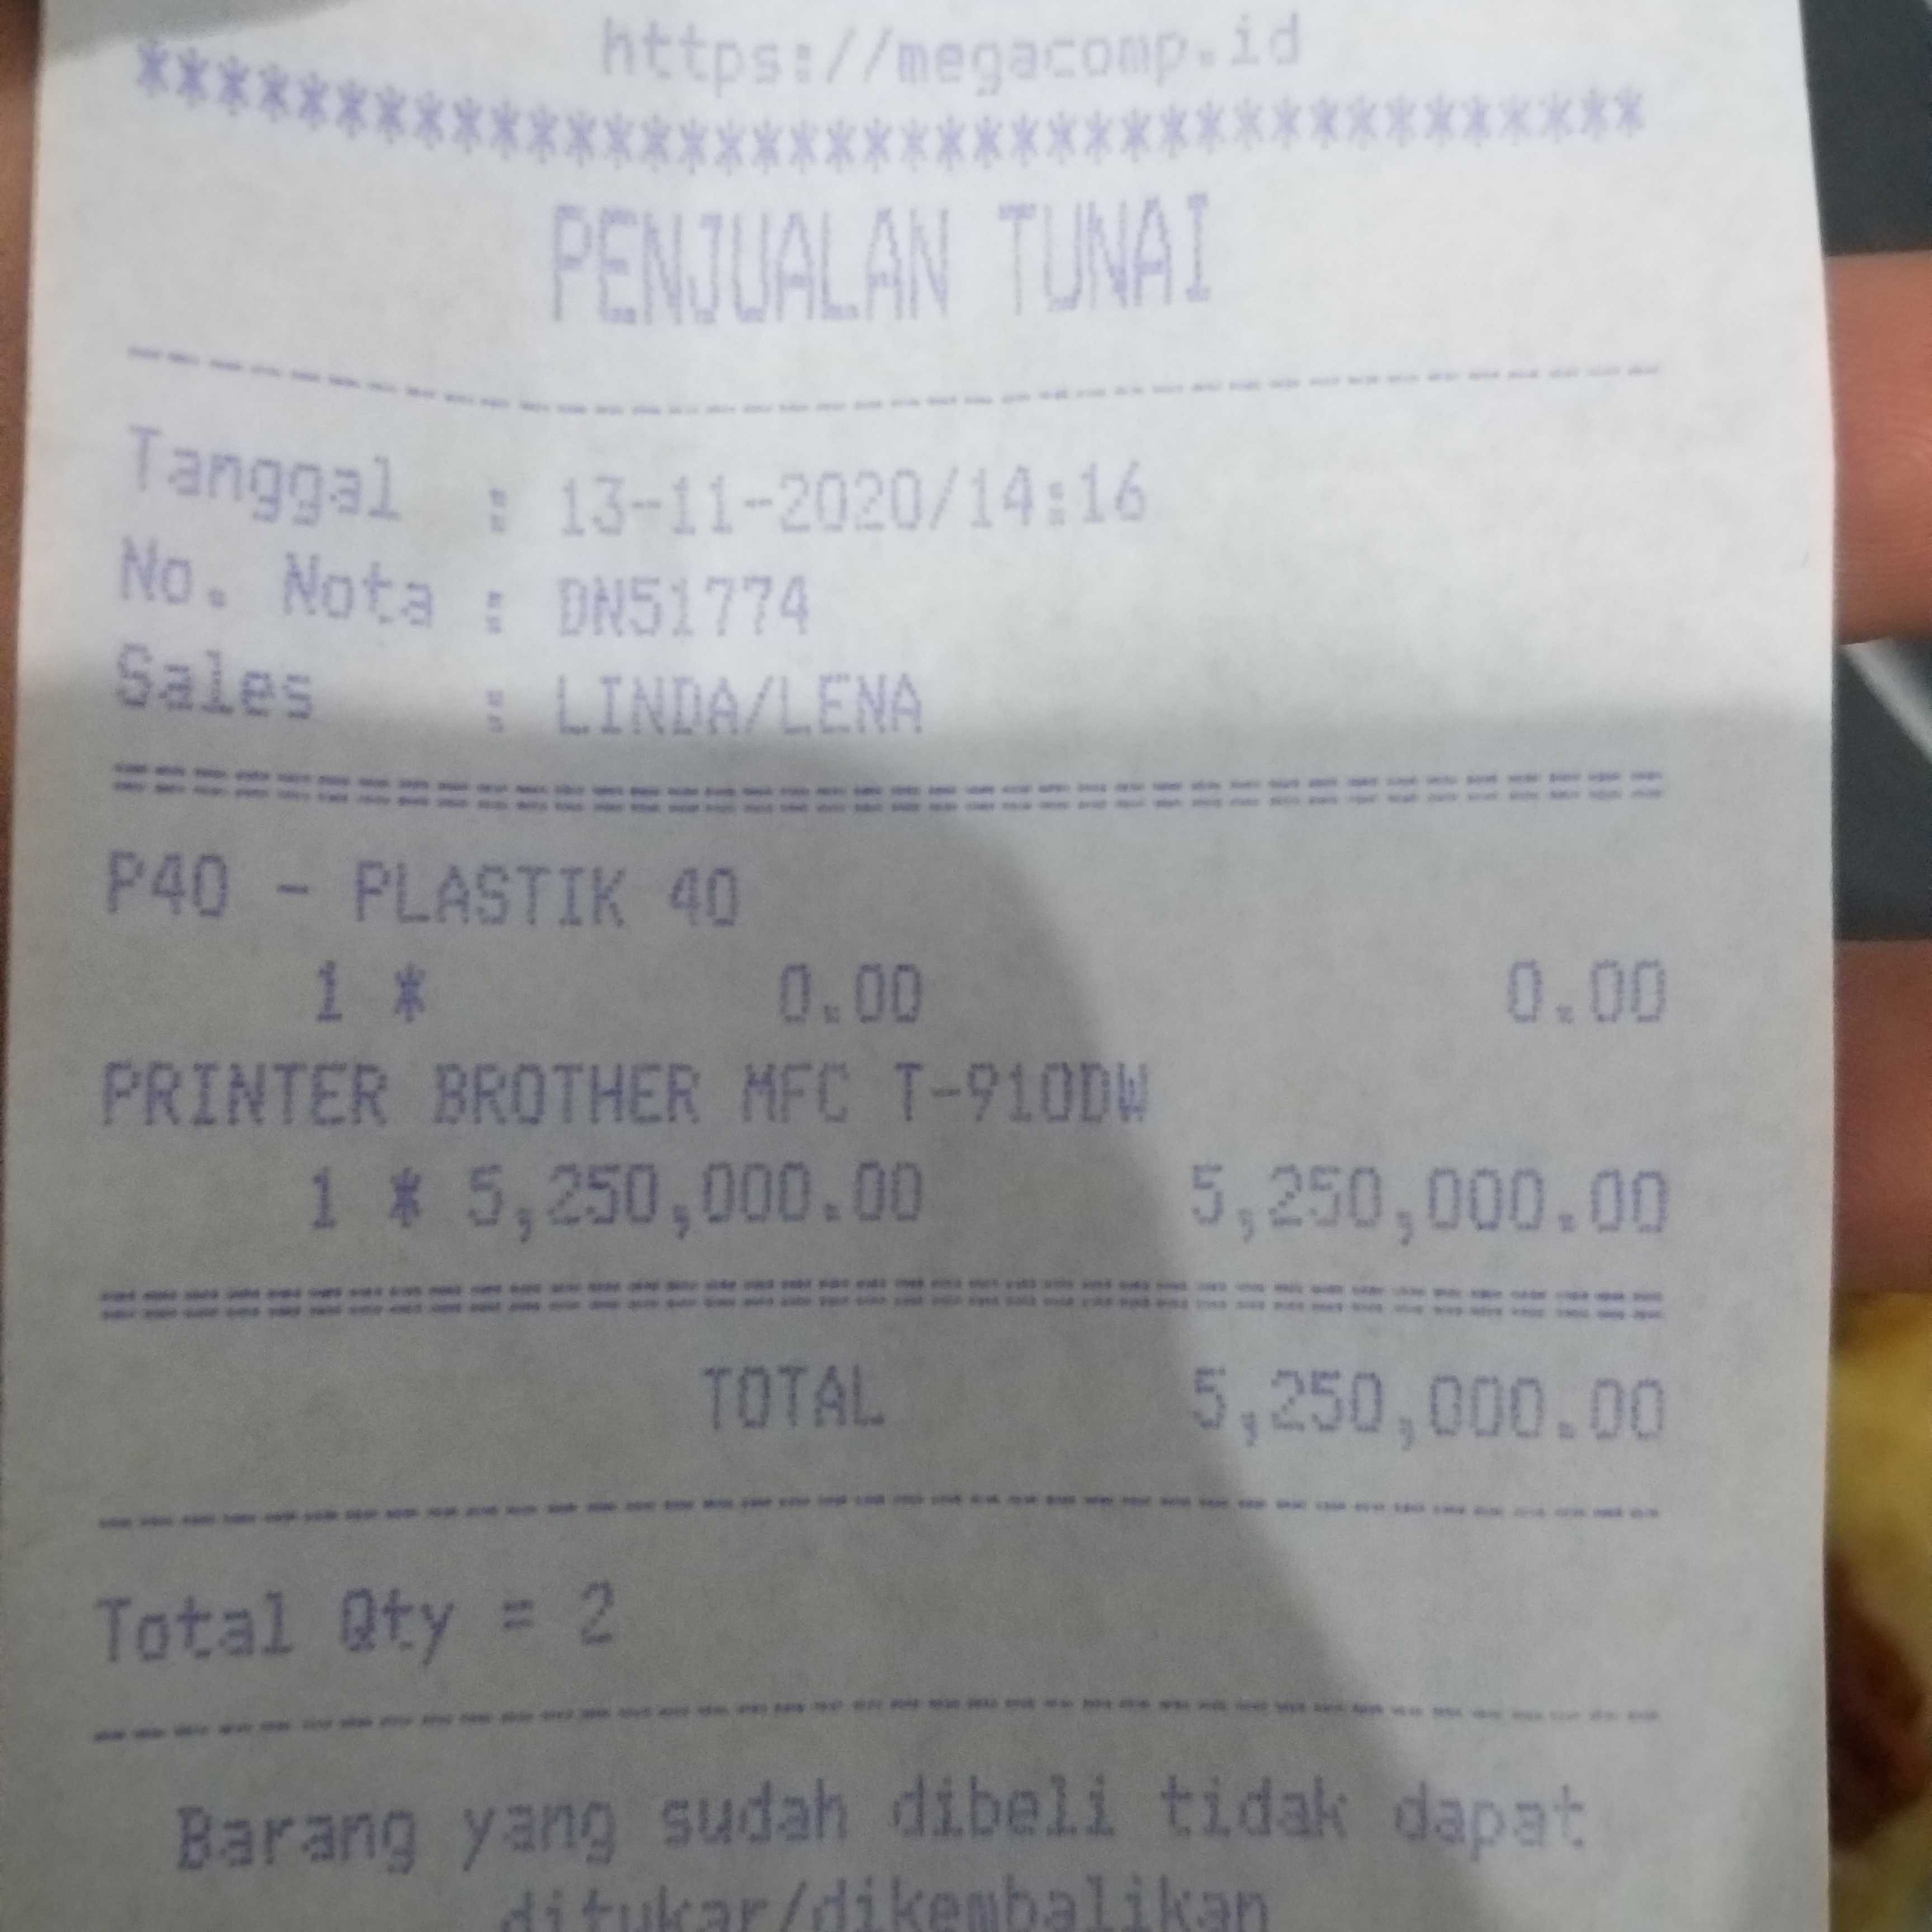 https://megacomp.id
****************************************
PENJUALAN TUNAI
----------------------------------------
Tanggal : 13-11-2020/14:16
No. Nota : DN51774
Sales : LINDA/LENA
========================================
P40 - PLASTIK 40
1 * 0.00 0.00
PRINTER BROTHER MFC T-910DW
1 * 5,250,000.00 5,250,000.00
========================================
TOTAL 5,250,000.00
----------------------------------------
Total Qty = 2
----------------------------------------
Barang yang sudah dibeli tidak dapat
ditukar/dikembalikan